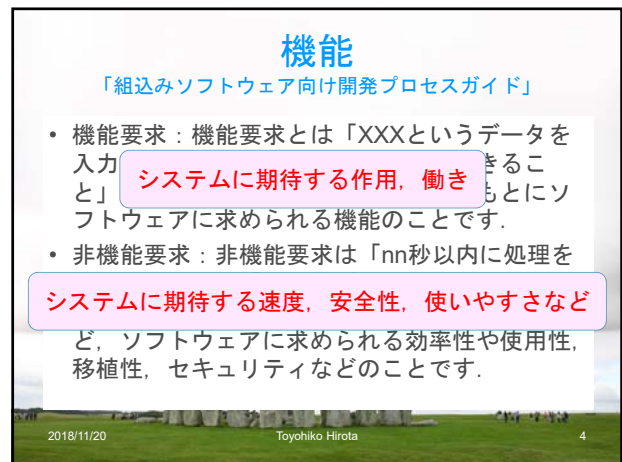 機能
「組込みソフトウェア向け開発プロセスガイド」
• 機能要求：機能要求とは「XXXというデータを
入力
きるこ
システムに期待する作用，働き
と」
もとにソ
フトウェアに求められる機能のことです．
• 非機能要求：非機能要求は「nn秒以内に処理を
システムに期待する速度，安全性，使いやすさなど
ど，ソフトウェアに求められる効率性や使用性，
移植性，セキュリティなどのことです．
2018/11/20
Toyohiko Hirota
4